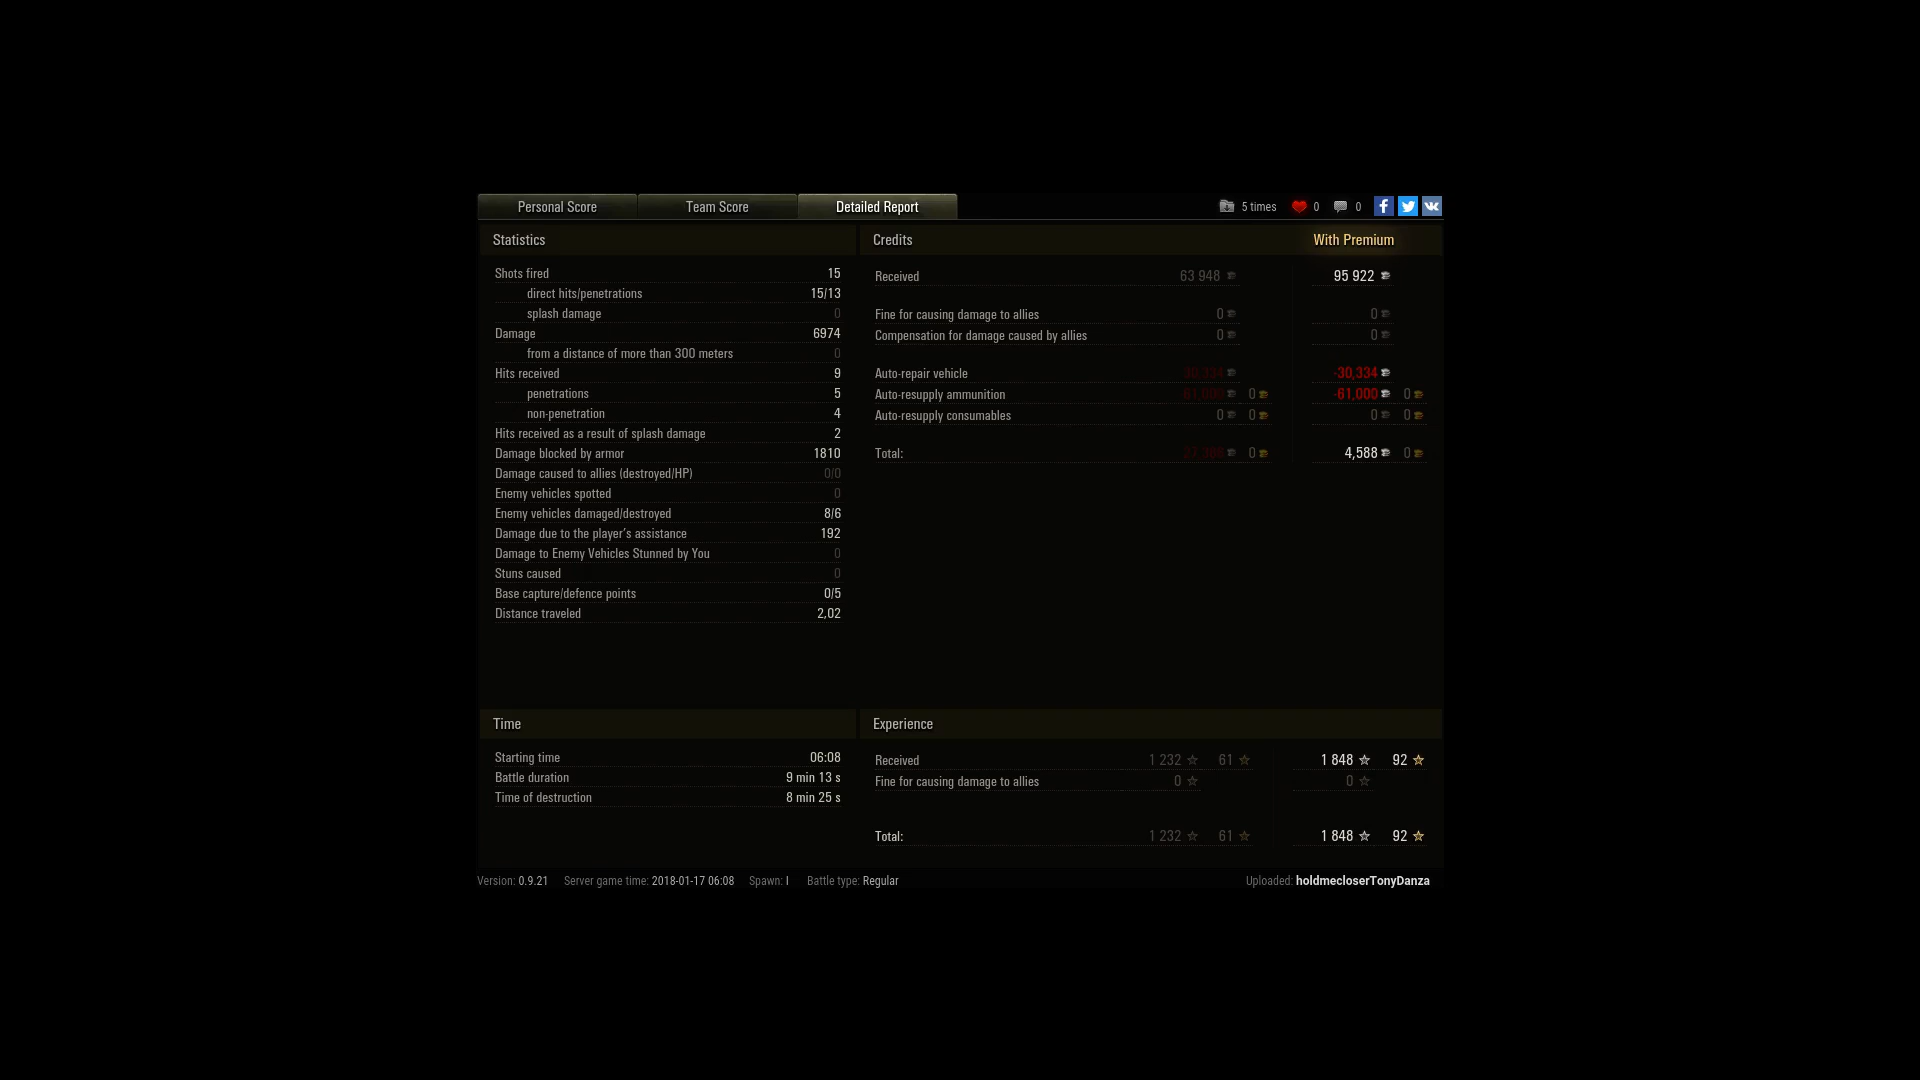 Personal Score Team Score Detailed Report 5 times 0 0
Statistics
Shots fired 15
direct hits/penetrations 15/13
splash damage 0
Damage 6974
from a distance of more than 300 meters 0
Hits received 9
penetrations 5
non-penetration 4
Hits received as a result of splash damage 2
Damage blocked by armor 1810
Damage caused to allies (destroyed/HP) 0/0
Enemy vehicles spotted 0
Enemy vehicles damaged/destroyed 8/6
Damage due to the player's assistance 192
Damage to Enemy Vehicles Stunned by You 0
Stuns caused 0
Base capture/defence points 0/5
Distance traveled 2,02
Credits With Premium
Received 63 948 95 922
Fine for causing damage to allies 0 0
Compensation for damage caused by allies 0 0
Auto-repair vehicle -30,334
Auto-resupply ammunition 0 -61,000 0
Auto-resupply consumables 0 0 0 0
Total: 0 4,588 0
Time
Starting time 06:08
Battle duration 9 min 13 s
Time of destruction 8 min 25 s
Experience
Received 1 232 61 1 848 92
Fine for causing damage to allies 0 0
Total: 1 232 61 1 848 92
Version: 0.9.21 Server game time: 2018-01-17 06:08 Spawn: I Battle type: Regular Uploaded: holdmecloserTonyDanza